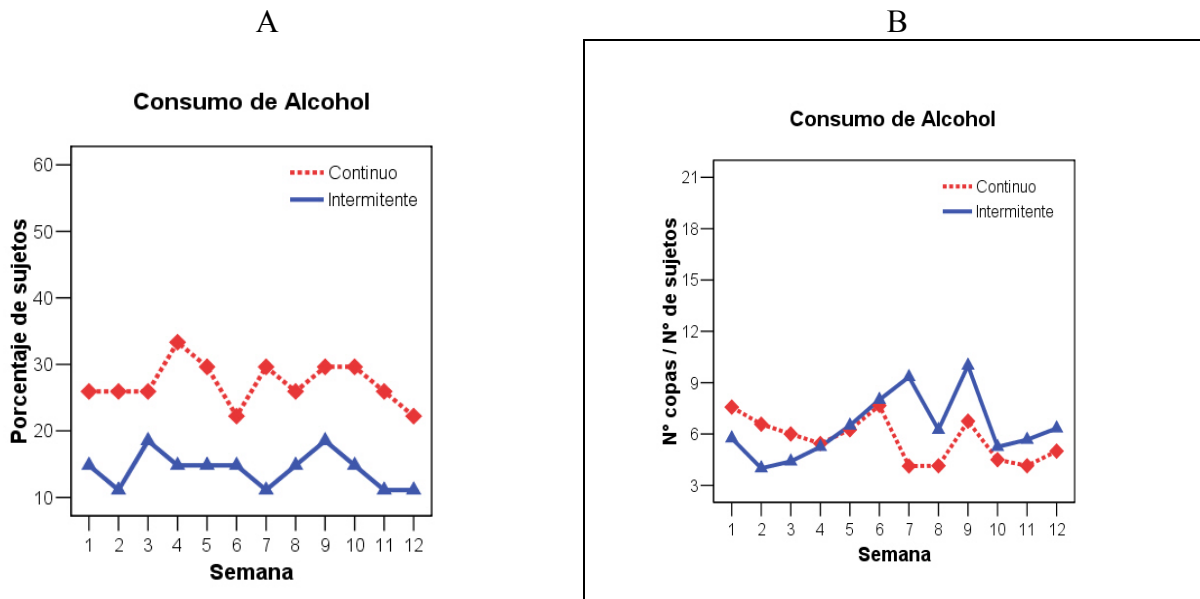 A
Consumo de Alcohol
Continuo
Intermitente
60
50
40
30
20
10
Porcentaje de sujetos
1 2 3 4 5 6 7 8 9 10 11 12
Semana
B
Consumo de Alcohol
Continuo
Intermitente
21
18
15
12
9
6
3
N° copas / N° de sujetos
1 2 3 4 5 6 7 8 9 10 11 12
Semana